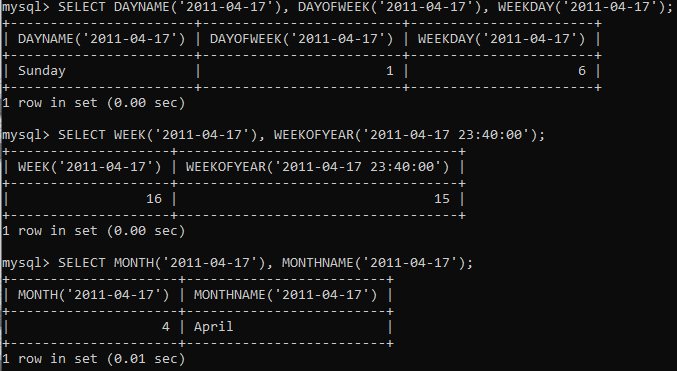 mysql> SELECT DAYNAME('2011-04-17'), DAYOFWEEK('2011-04-17'), WEEKDAY('2011-04-17');
+-----------------------+-------------------------+-----------------------+
| DAYNAME('2011-04-17') | DAYOFWEEK('2011-04-17') | WEEKDAY('2011-04-17') |
+-----------------------+-------------------------+-----------------------+
| Sunday                |                       1 |                     6 |
+-----------------------+-------------------------+-----------------------+
1 row in set (0.00 sec)
mysql> SELECT WEEK('2011-04-17'), WEEKOFYEAR('2011-04-17 23:40:00');
+--------------------+-----------------------------------+
| WEEK('2011-04-17') | WEEKOFYEAR('2011-04-17 23:40:00') |
+--------------------+-----------------------------------+
|                 16 |                                15 |
+--------------------+-----------------------------------+
1 row in set (0.00 sec)
mysql> SELECT MONTH('2011-04-17'), MONTHNAME('2011-04-17');
+---------------------+-------------------------+
| MONTH('2011-04-17') | MONTHNAME('2011-04-17') |
+---------------------+-------------------------+
|                   4 | April                   |
+---------------------+-------------------------+
1 row in set (0.01 sec)